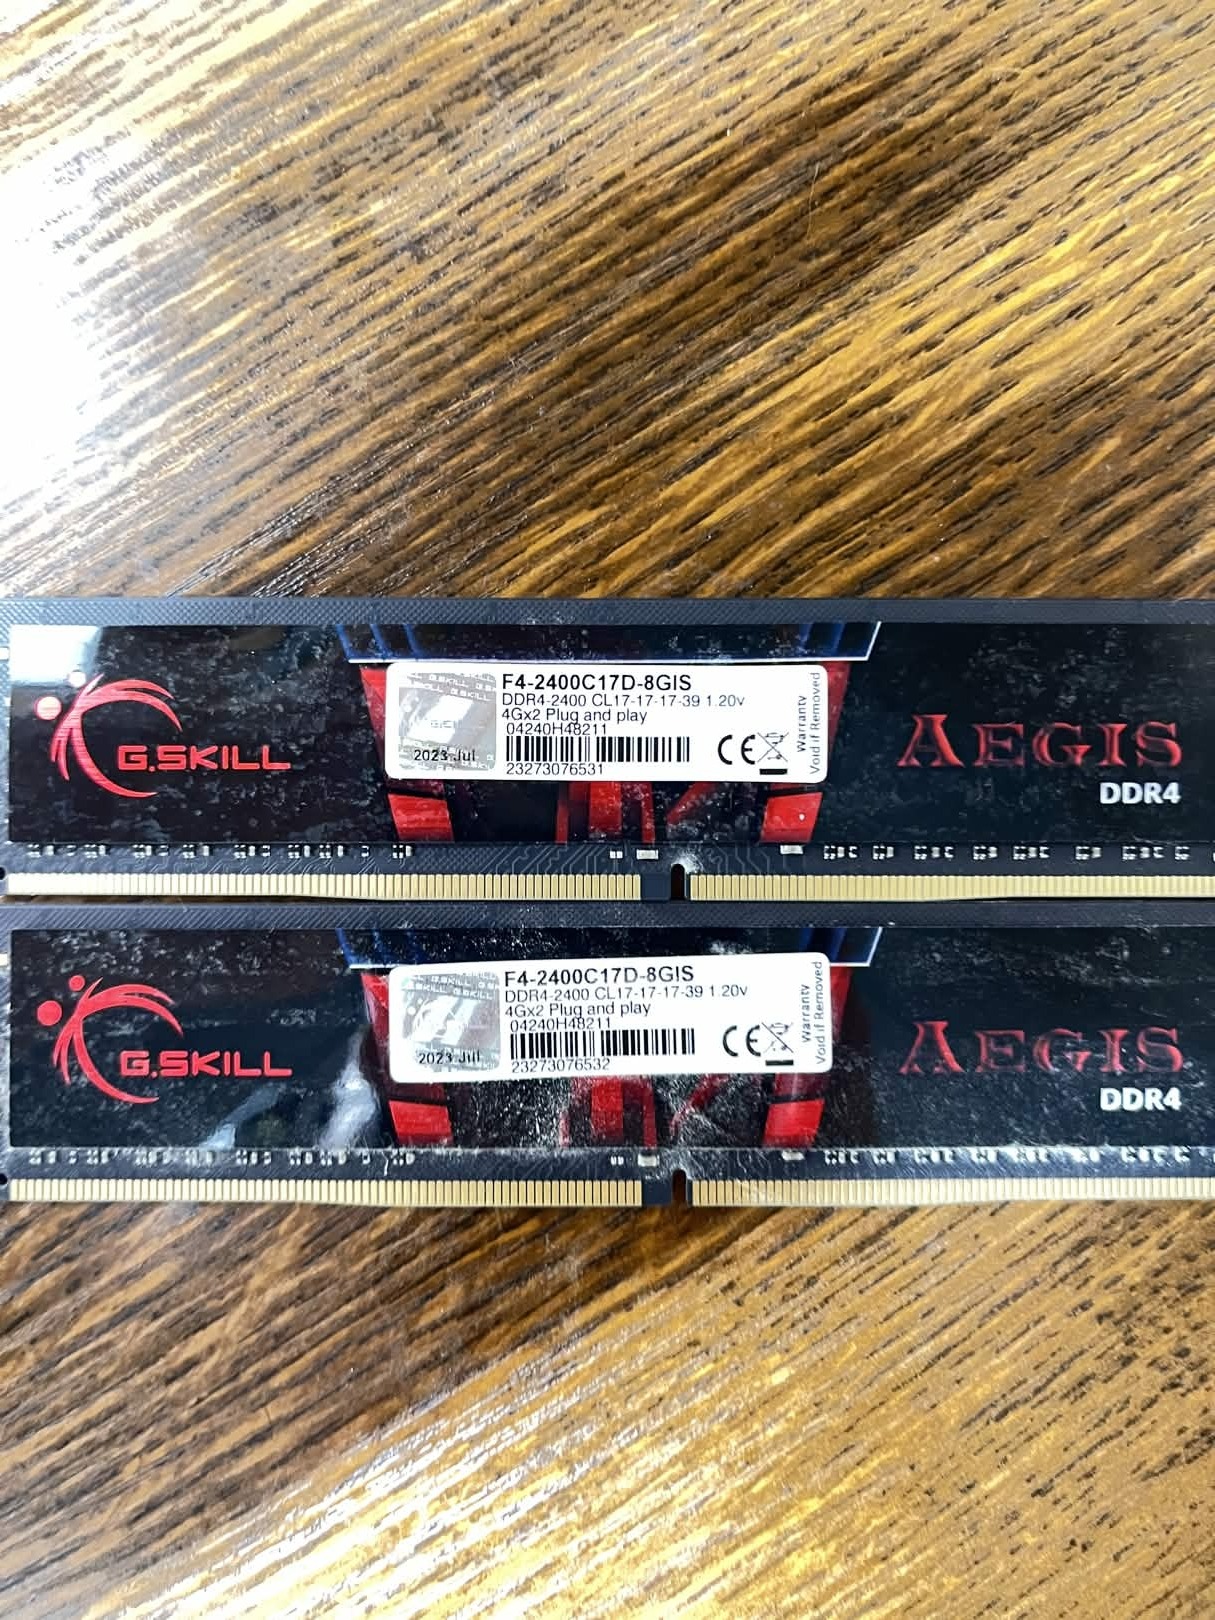 G.SKILL
2023 Jul
F4-2400C17D-8GIS
DDR4-2400 CL17-17-17-39 1.20v
4Gx2 Plug and play
04240H48211
23273076531
CE
Warranty
Void if Removed
AEGIS
DDR4
G.SKILL
2023 Jul
F4-2400C17D-8GIS
DDR4-2400 CL17-17-17-39 1.20v
4Gx2 Plug and play
04240H48211
23273076532
CE
Warranty
Void if Removed
AEGIS
DDR4